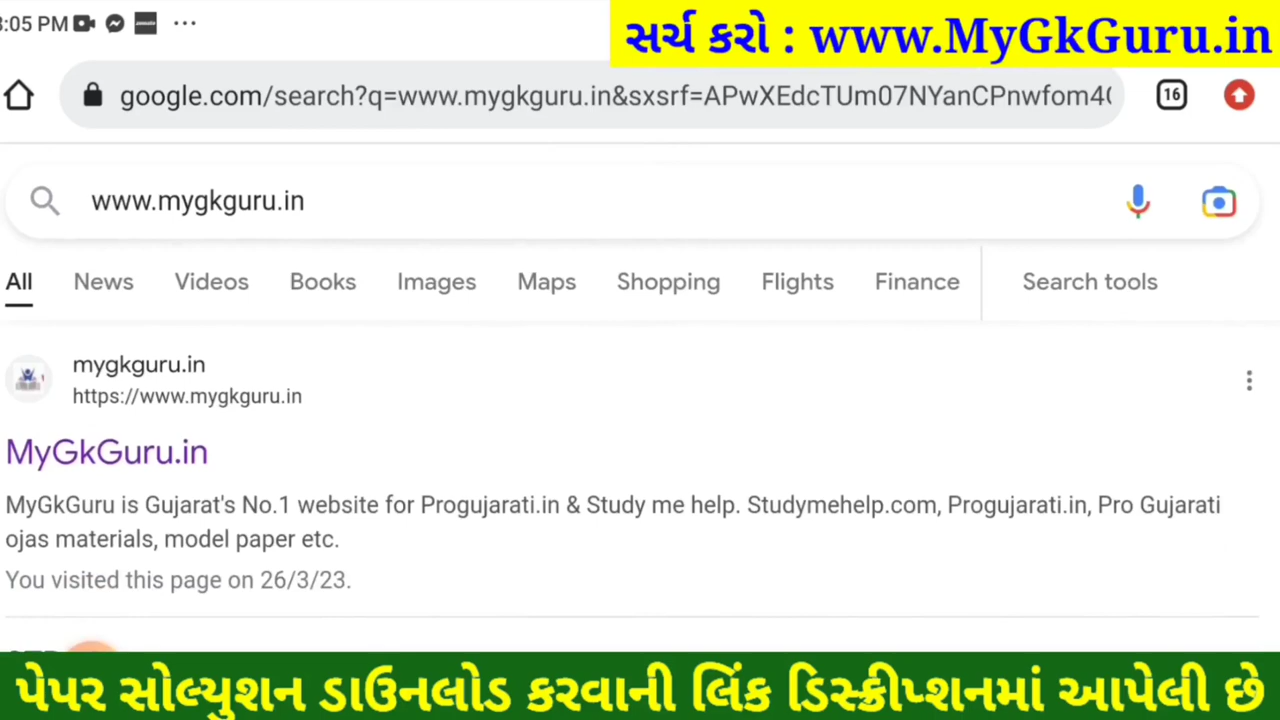 8:05 PM
સર્ચ કરો : www.MyGkGuru.in
google.com/search?q=www.mygkguru.in&sxsrf=APwXEdcTUm07NYanCPnwfom4
16
www.mygkguru.in
All News Videos Books Images Maps Shopping Flights Finance Search tools
mygkguru.in
https://www.mygkguru.in
MyGkGuru.in
MyGkGuru is Gujarat's No.1 website for Progujarati.in & Study me help. Studymehelp.com, Progujarati.in, Pro Gujarati
ojas materials, model paper etc.
You visited this page on 26/3/23.
પેપર સોલ્યુશન ડાઉનલોડ કરવાની લિંક ડિસ્ક્રીપ્શનમાં આપેલી છે